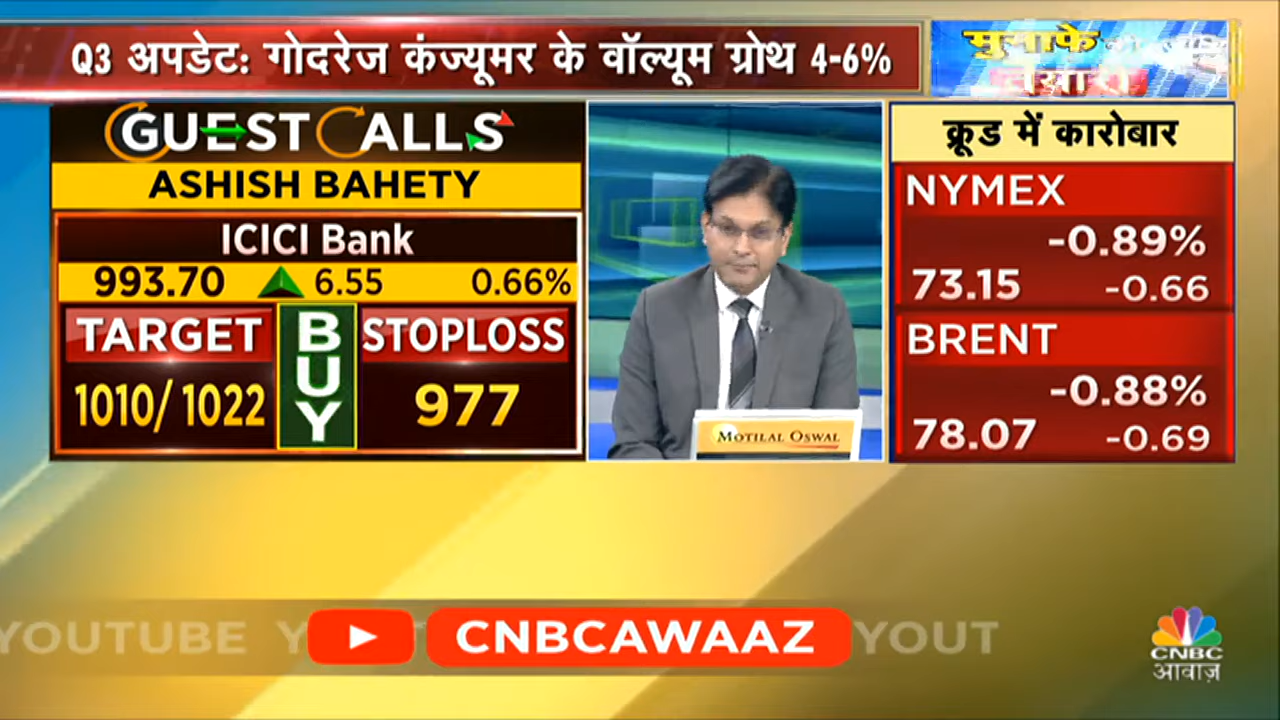 Q3 अपडेट: गोदरेज कंज्यूमर के वॉल्यूम ग्रोथ 4-6%
मुनाफे की
तैयारी
GUEST CALLS
ASHISH BAHETY
ICICI Bank
993.70 6.55 0.66%
TARGET BUY STOPLOSS
1010/ 1022 977
MOTILAL OSWAL
क्रूड में कारोबार
NYMEX
-0.89%
73.15 -0.66
BRENT
-0.88%
78.07 -0.69
YOUTUBE Y CNBCAWAAZ YOUT
CNBC
आवाज़